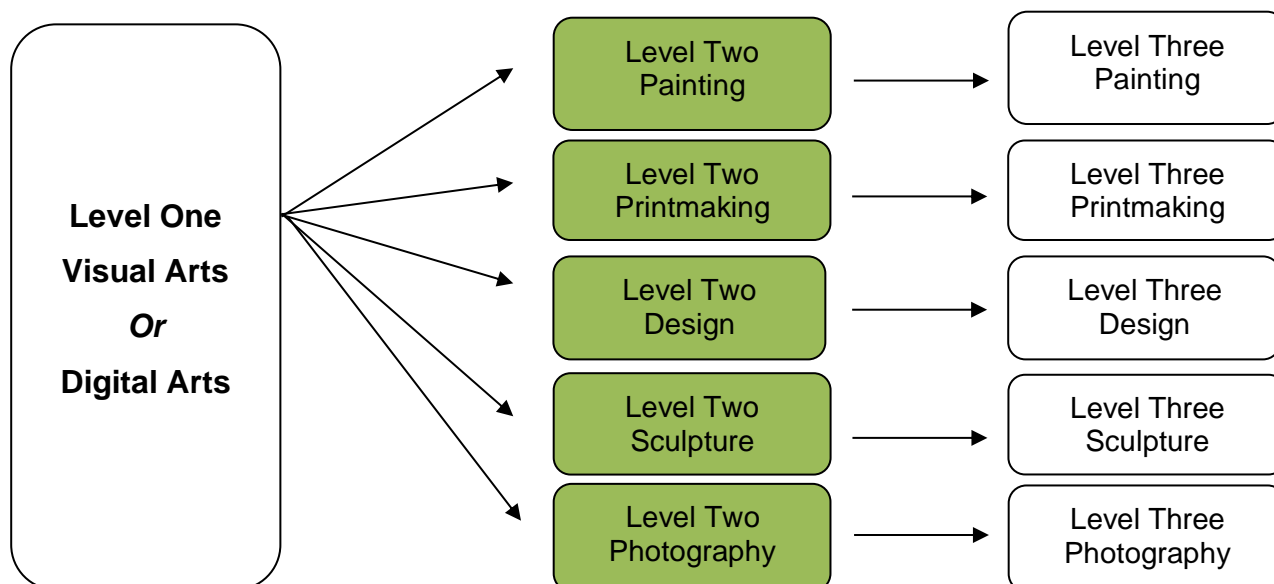 Level One
Visual Arts
Or
Digital Arts
Level Two
Painting
Level Three
Painting
Level Two
Printmaking
Level Three
Printmaking
Level Two
Design
Level Three
Design
Level Two
Sculpture
Level Three
Sculpture
Level Two
Photography
Level Three
Photography